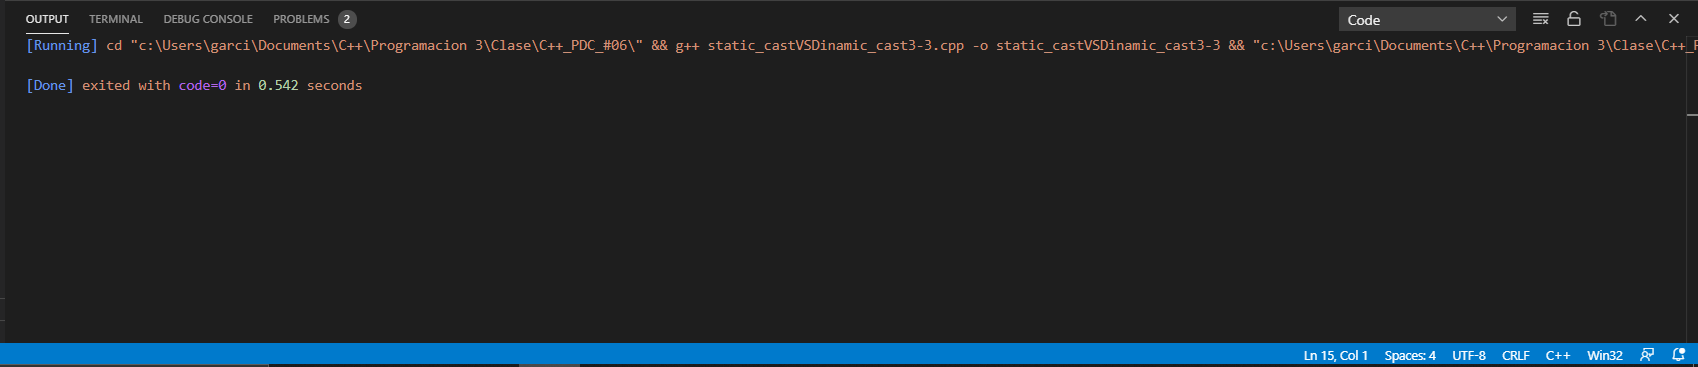 OUTPUT TERMINAL DEBUG CONSOLE PROBLEMS 2 Code
[Running] cd "c:\Users\garci\Documents\C++\Programacion 3\Clase\C++_PDC_#06\" && g++ static_castVSDinamic_cast3-3.cpp -o static_castVSDinamic_cast3-3 && "c:\Users\garci\Documents\C++\Programacion 3\Clase\C++_P
[Done] exited with code=0 in 0.542 seconds
Ln 15, Col 1 Spaces: 4 UTF-8 CRLF C++ Win32